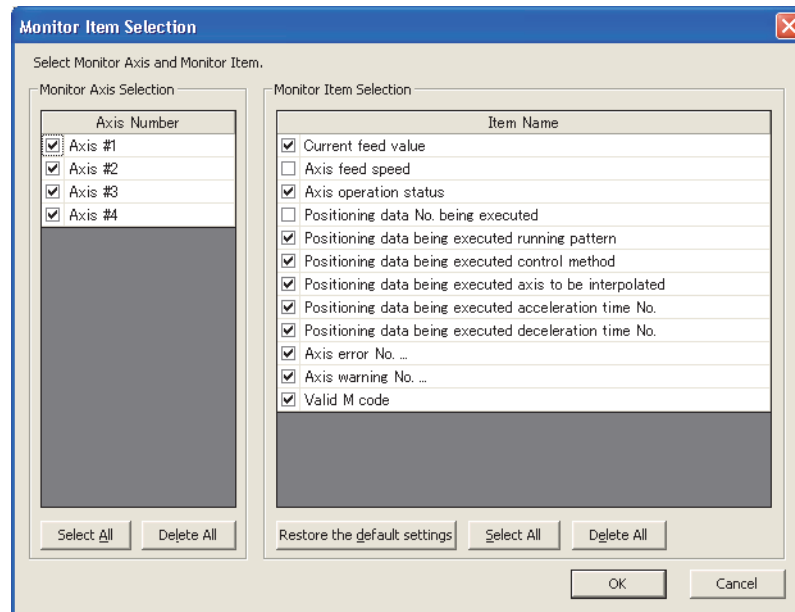 Monitor Item Selection
Select Monitor Axis and Monitor Item.
Monitor Axis Selection
Axis Number
Axis #1
Axis #2
Axis #3
Axis #4
Select All
Delete All
Monitor Item Selection
Item Name
Current feed value
Axis feed speed
Axis operation status
Positioning data No. being executed
Positioning data being executed running pattern
Positioning data being executed control method
Positioning data being executed axis to be interpolated
Positioning data being executed acceleration time No.
Positioning data being executed deceleration time No.
Axis error No. ...
Axis warning No. ...
Valid M code
Restore the default settings
Select All
Delete All
OK
Cancel